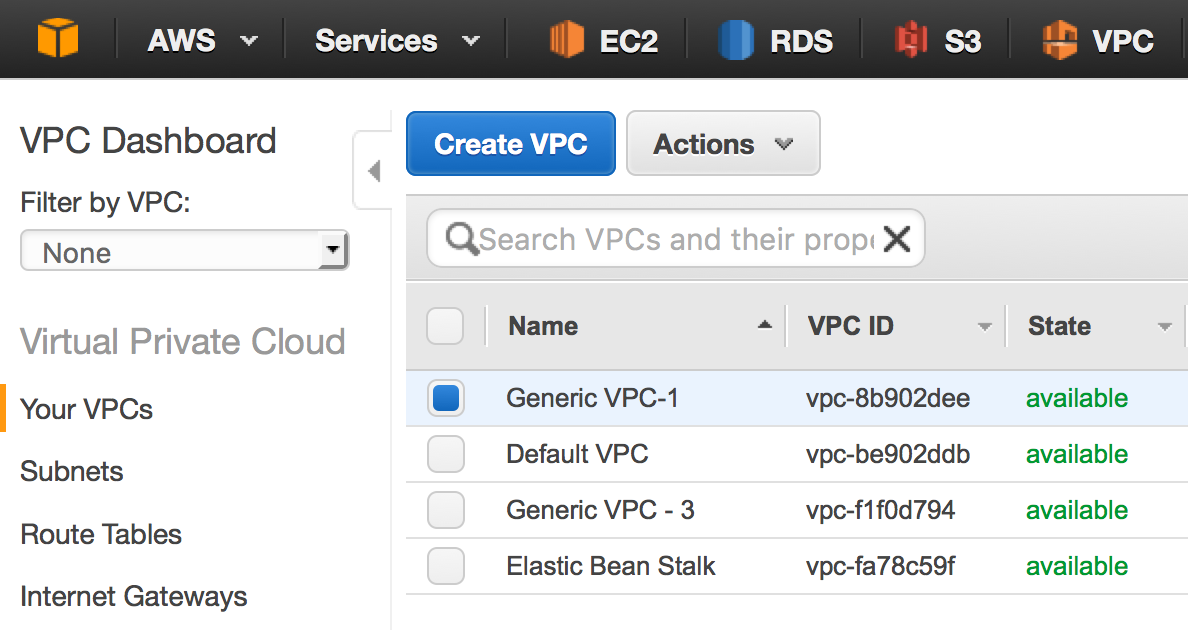 AWS Services EC2 RDS S3 VPC
VPC Dashboard
Filter by VPC:
None
Virtual Private Cloud
Your VPCs
Subnets
Route Tables
Internet Gateways
Create VPC Actions
Search VPCs and their prope
Name VPC ID State
Generic VPC-1 vpc-8b902dee available
Default VPC vpc-be902ddb available
Generic VPC - 3 vpc-f1f0d794 available
Elastic Bean Stalk vpc-fa78c59f available